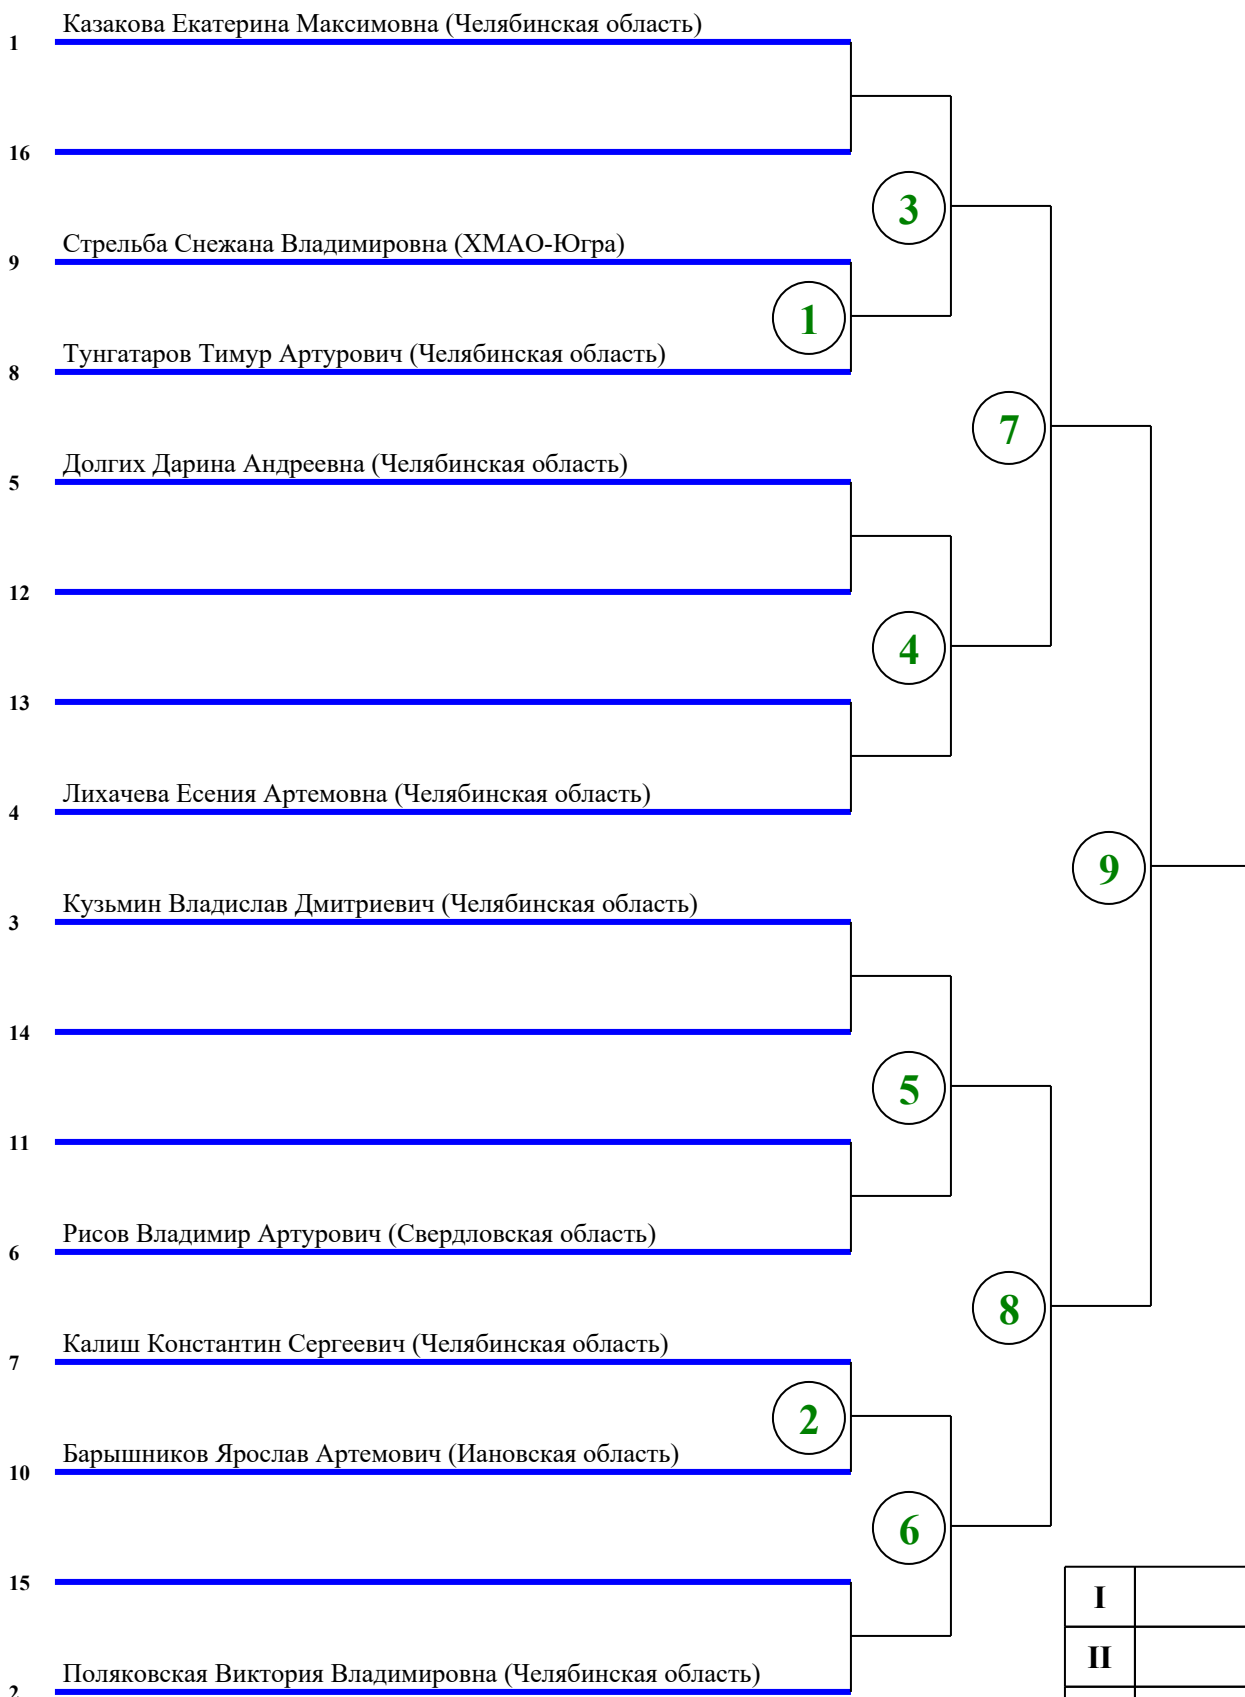 Казакова Екатерина Максимовна (Челябинская область)
1
16
3
Стрельба Снежана Владимировна (ХМАО-Югра)
9
1
Тунгатаров Тимур Артурович (Челябинская область)
8
7
Долгих Дарина Андреевна (Челябинская область)
5
12
4
13
Лихачева Есения Артемовна (Челябинская область)
4
9
Кузьмин Владислав Дмитриевич (Челябинская область)
3
14
5
11
Рисов Владимир Артурович (Свердловская область)
6
8
Калиш Константин Сергеевич (Челябинская область)
7
2
Барышников Ярослав Артемович (Иановская область)
10
6
15
I
II
Поляковская Виктория Владимировна (Челябинская область)
2